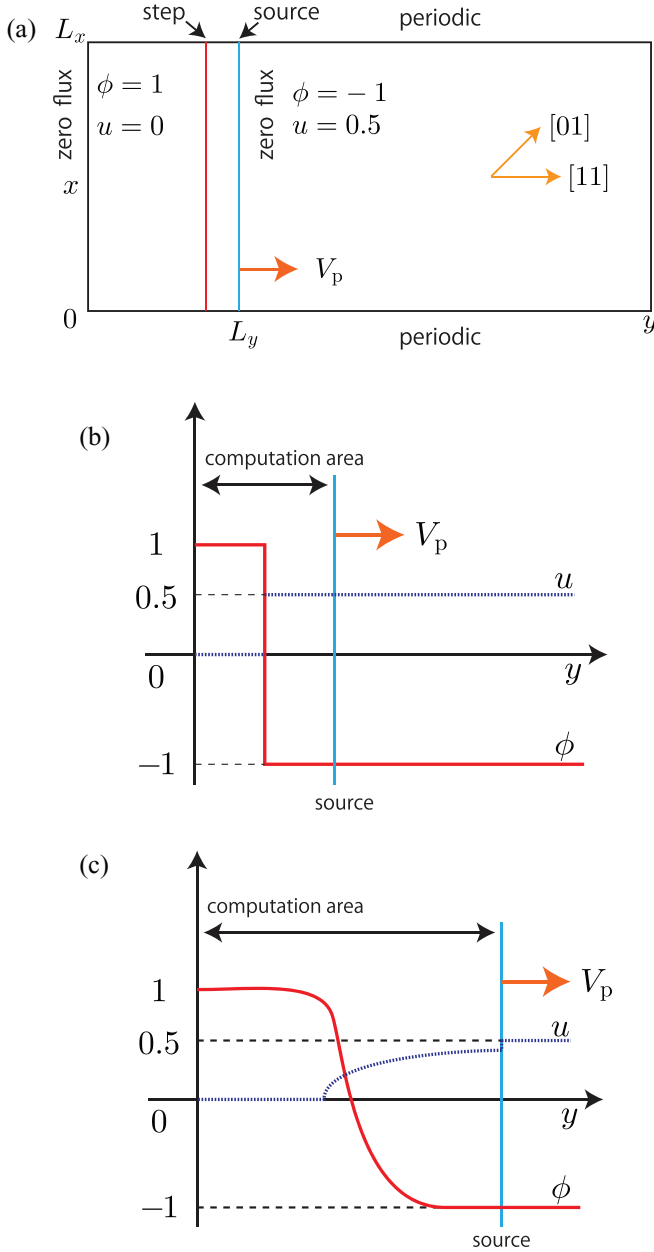 (a)
step
source
periodic
L_x
zero flux
ϕ = 1
u = 0
zero flux
ϕ = − 1
u = 0.5
[01]
[11]
x
V_p
0
L_y
periodic
y
(b)
computation area
V_p
1
0.5
u
0
y
−1
ϕ
source
(c)
computation area
V_p
1
0.5
u
0
y
−1
ϕ
source